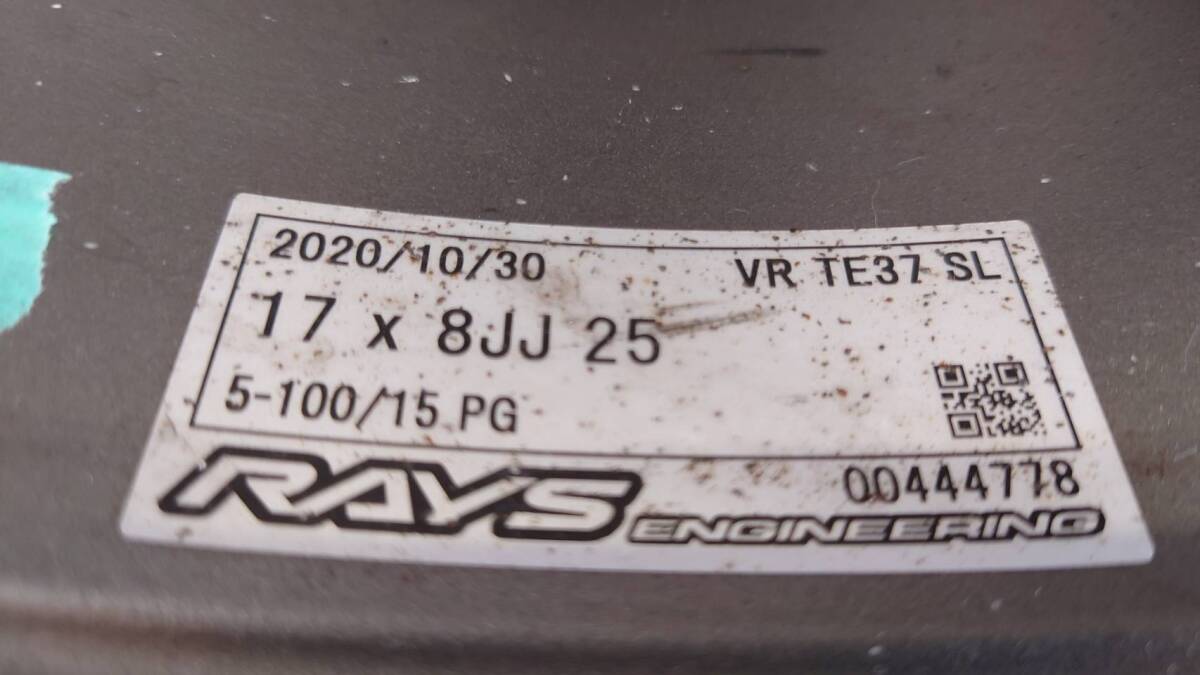 2020/10/30 VR TE37 SL
17 x 8JJ 25
5-100/15 PG
RAYS 00444778
ENGINEERING